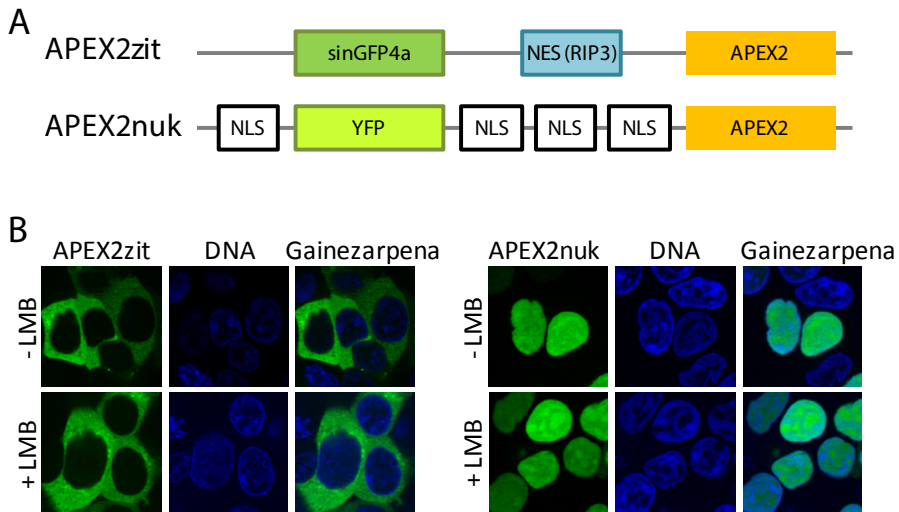 A
APEX2zit
sinGFP4a
NES (RIP3)
APEX2
APEX2nuk
NLS
YFP
NLS
NLS
NLS
APEX2
B
APEX2zit
DNA
Gainezarpena
APEX2nuk
DNA
Gainezarpena
- LMB
- LMB
+ LMB
+ LMB